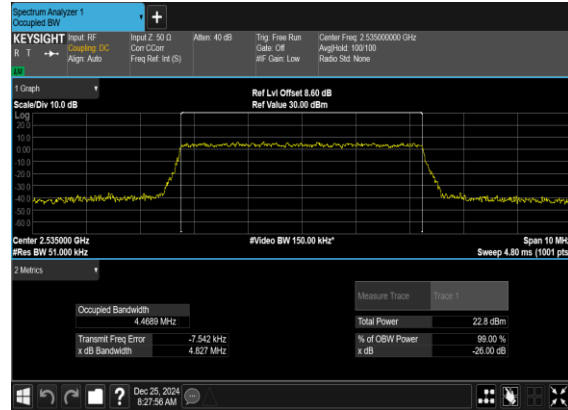 Spectrum Analyzer 1
Occupied BW
+
KEYSIGHT Input: RF Input Z: 50 Ω Atten: 40 dB Trig: Free Run Center Freq: 2.535000000 GHz
R T Coupling: DC Corr CCorr Gate: Off Avg|Hold: 100/100
Align: Auto Freq Ref: Int (S) #IF Gain: Low Radio Std: None
LXI
1 Graph
Ref Lvl Offset 8.60 dB
Scale/Div 10.0 dB Ref Value 30.00 dBm
Log
20.0
10.0
0.00
-10.0
-20.0
-30.0
-40.0
-50.0
-60.0
Center 2.535000 GHz #Video BW 150.00 kHz* Span 10 MHz
#Res BW 51.000 kHz Sweep 4.80 ms (1001 pts)
2 Metrics
Measure Trace Trace 1
Occupied Bandwidth
4.4689 MHz
Total Power 22.8 dBm
Transmit Freq Error -7.542 kHz % of OBW Power 99.00 %
x dB Bandwidth 4.827 MHz x dB -26.00 dB
? Dec 25, 2024
8:27:56 AM